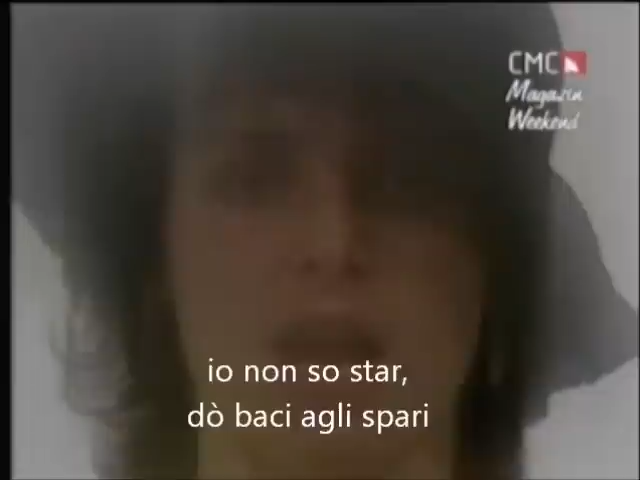 CMC
Magazin
Weekend
io non so star,
dò baci agli spari